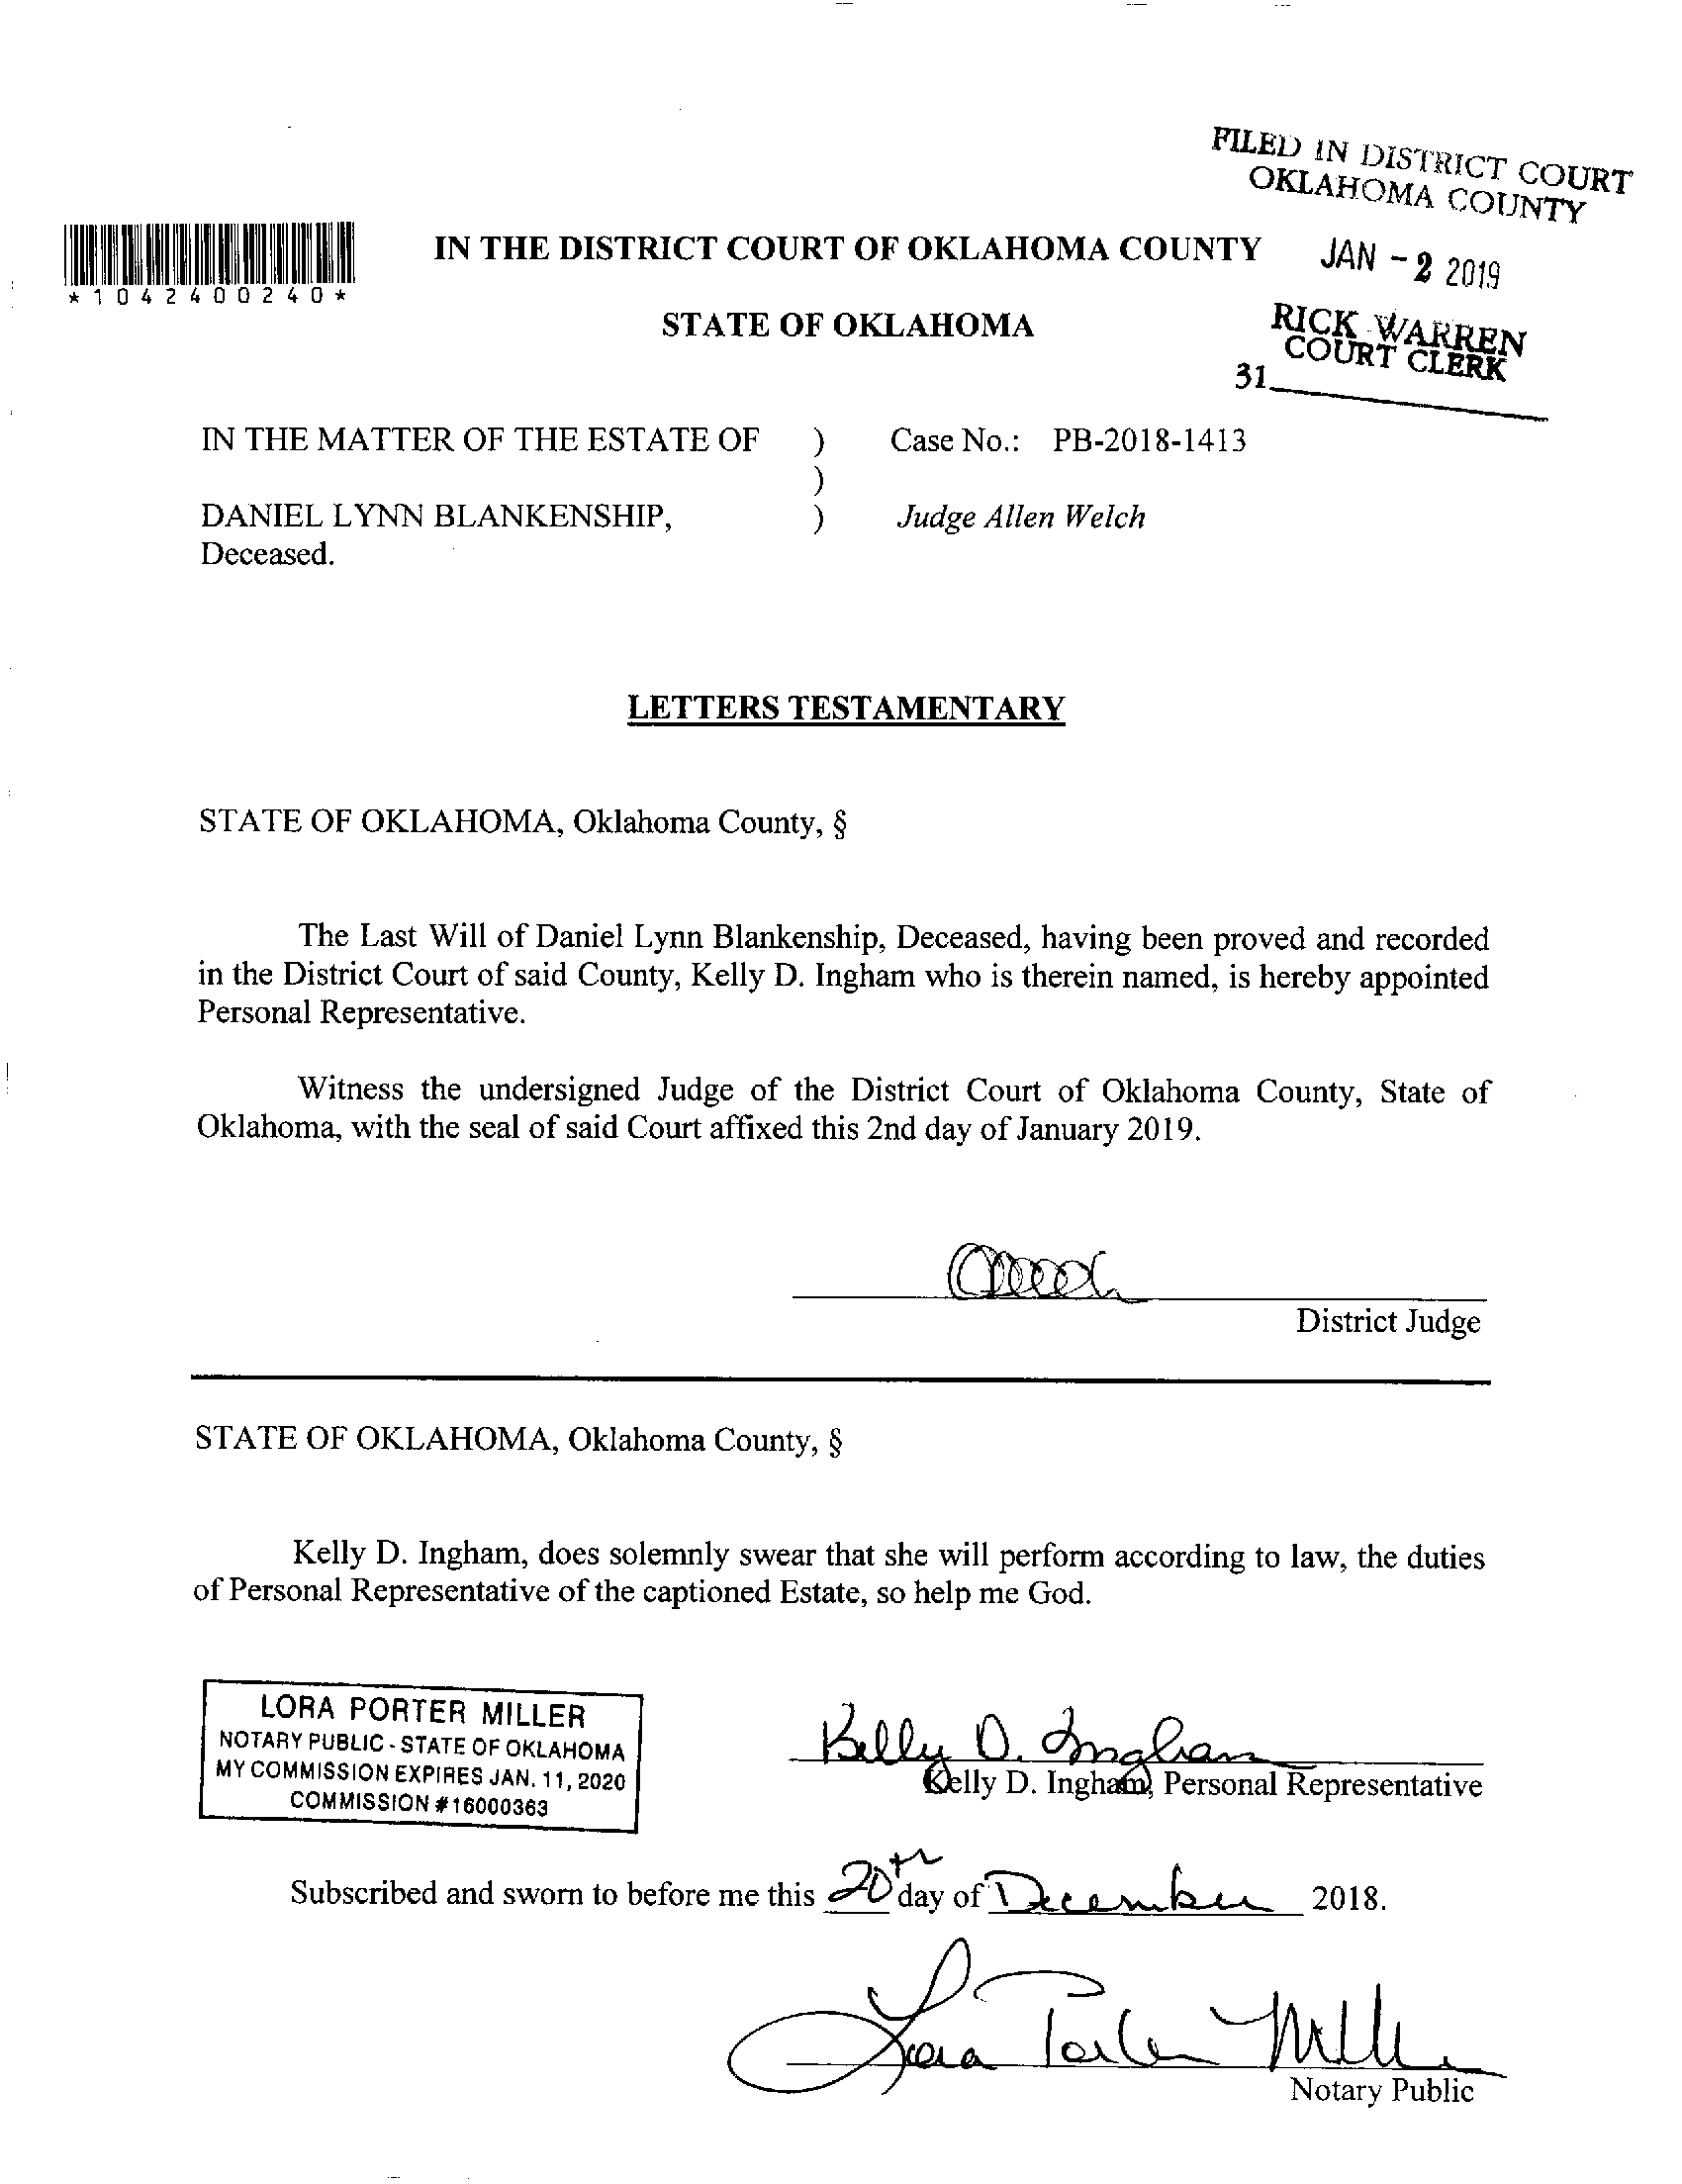 FILED IN DISTRICT COURT
OKLAHOMA COUNTY
JAN - 2 2019
RICK WARREN
COURT CLERK
31
*1042400240*
IN THE DISTRICT COURT OF OKLAHOMA COUNTY
STATE OF OKLAHOMA
IN THE MATTER OF THE ESTATE OF ) Case No.: PB-2018-1413
)
DANIEL LYNN BLANKENSHIP, ) Judge Allen Welch
Deceased.
LETTERS TESTAMENTARY
STATE OF OKLAHOMA, Oklahoma County, §
The Last Will of Daniel Lynn Blankenship, Deceased, having been proved and recorded
in the District Court of said County, Kelly D. Ingham who is therein named, is hereby appointed
Personal Representative.
Witness the undersigned Judge of the District Court of Oklahoma County, State of
Oklahoma, with the seal of said Court affixed this 2nd day of January 2019.
District Judge
STATE OF OKLAHOMA, Oklahoma County, §
Kelly D. Ingham, does solemnly swear that she will perform according to law, the duties
of Personal Representative of the captioned Estate, so help me God.
LORA PORTER MILLER
NOTARY PUBLIC - STATE OF OKLAHOMA
MY COMMISSION EXPIRES JAN. 11, 2020
COMMISSION #16000363
Kelly D. Ingham
Kelly D. Ingham, Personal Representative
Subscribed and sworn to before me this 20th day of December 2018.
Lora Porter Miller
Notary Public